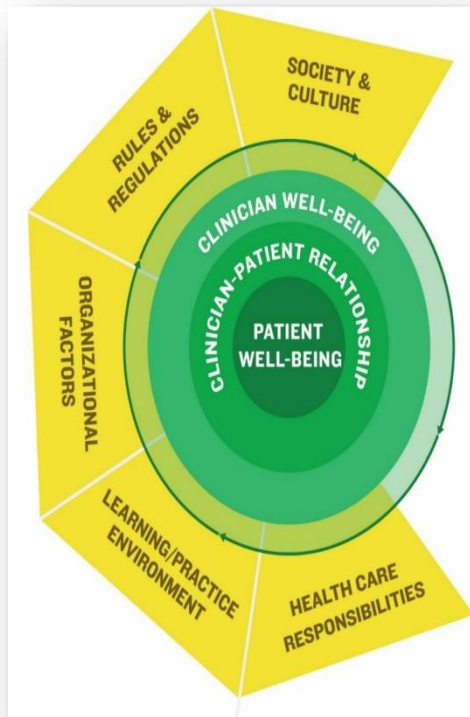 SOCIETY &
CULTURE
RULES &
REGULATIONS
ORGANIZATIONAL
FACTORS
LEARNING/PRACTICE
ENVIRONMENT
HEALTH CARE
RESPONSIBILITIES
CLINICIAN WELL-BEING
CLINICIAN-PATIENT RELATIONSHIP
PATIENT
WELL-BEING